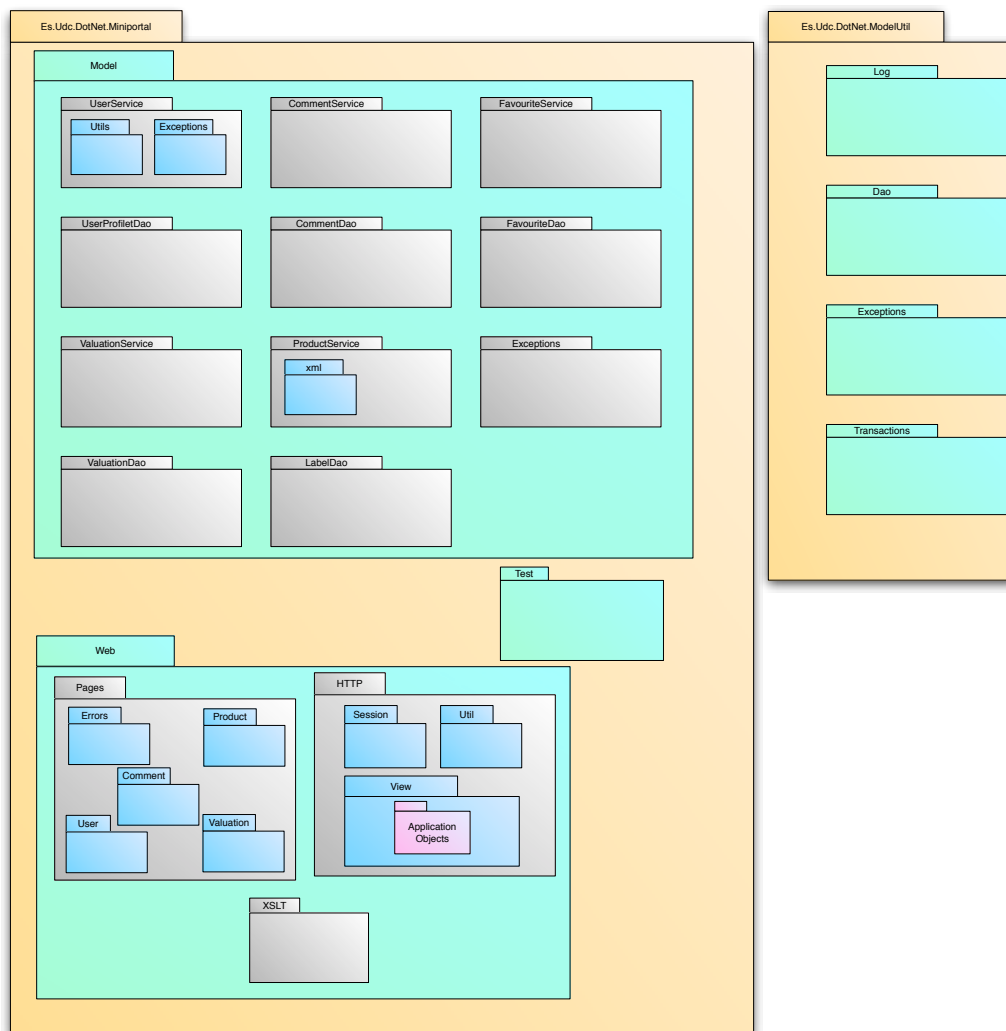 Es.Udc.DotNet.Miniportal
Model
UserService
CommentService
FavouriteService
Utils
Exceptions
UserProfiletDao
CommentDao
FavouriteDao
ValuationService
ProductService
Exceptions
xml
ValuationDao
LabelDao
Test
Web
Pages
HTTP
Errors
Product
Comment
User
Valuation
Session
Util
View
Application
Objects
XSLT
Es.Udc.DotNet.ModelUtil
Log
Dao
Exceptions
Transactions